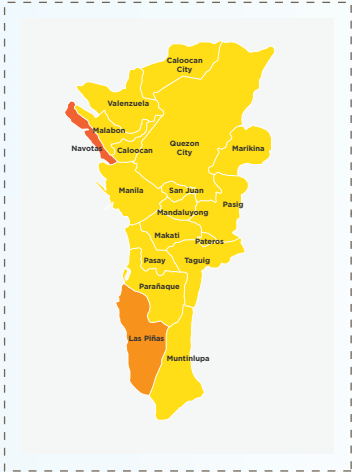 Caloocan
City
Valenzuela
Malabon
Navotas
Caloocan
Quezon
City
Marikina
Manila
San Juan
Pasig
Mandaluyong
Makati
Pateros
Pasay
Taguig
Parañaque
Las Piñas
Muntinlupa